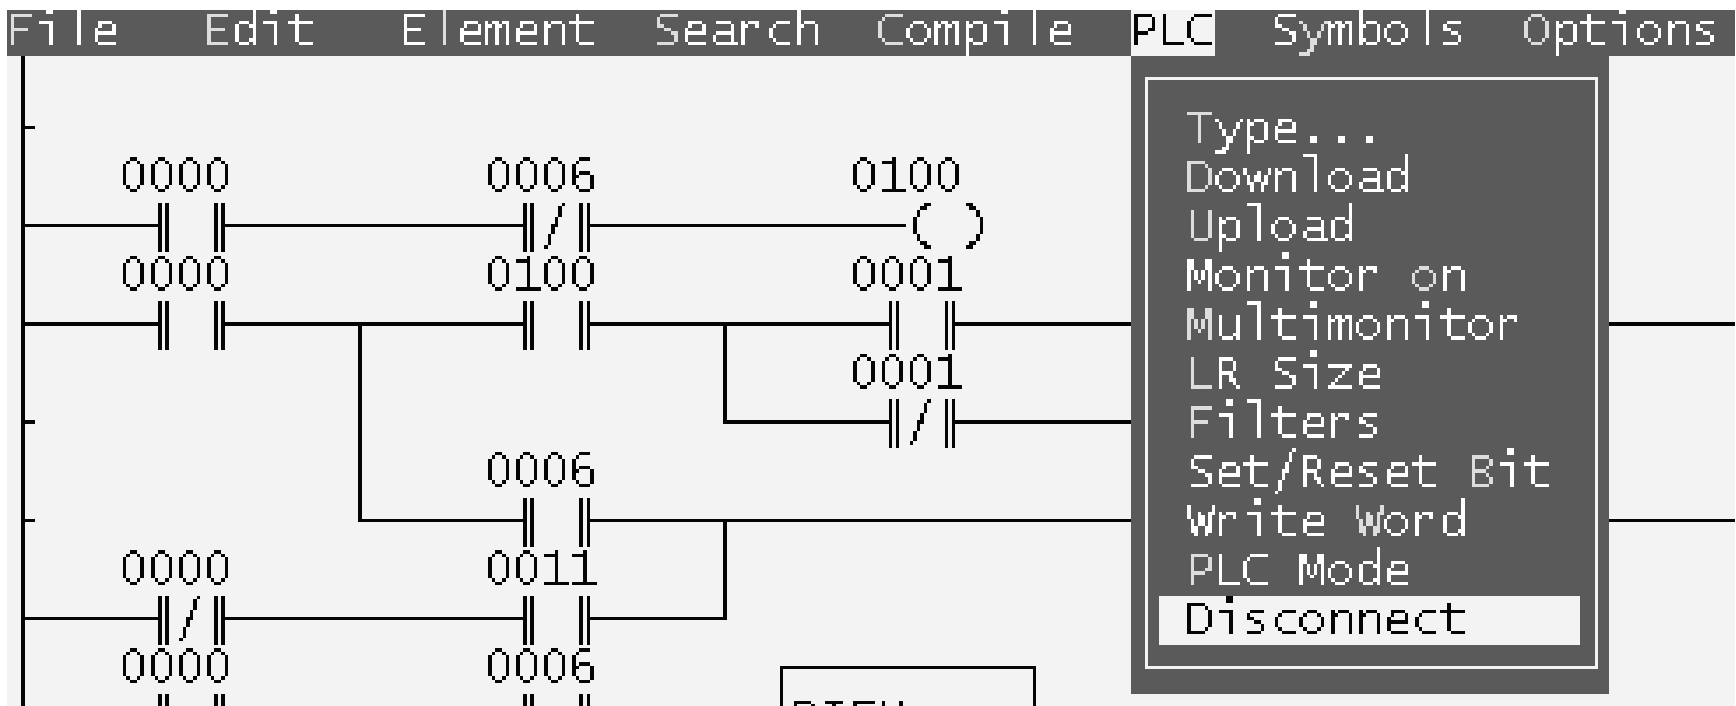 File Edit Element Search Compile PLC Symbols Options
Type...
Download
Upload
Monitor on
Multimonitor
LR Size
Filters
Set/Reset Bit
Write Word
PLC Mode
Disconnect
0000 0006 0100
0000 0100 0001
0001
0006
0000 0011
0000 0006